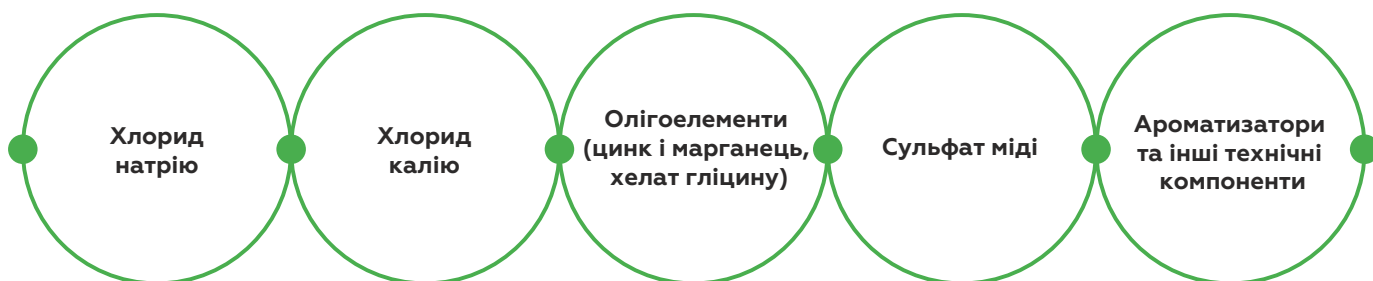 Хлорид
натрію
Хлорид
калію
Олігоелементи
(цинк і марганець,
хелат гліцину)
Сульфат міді
Ароматизатори
та інші технічні
компоненти